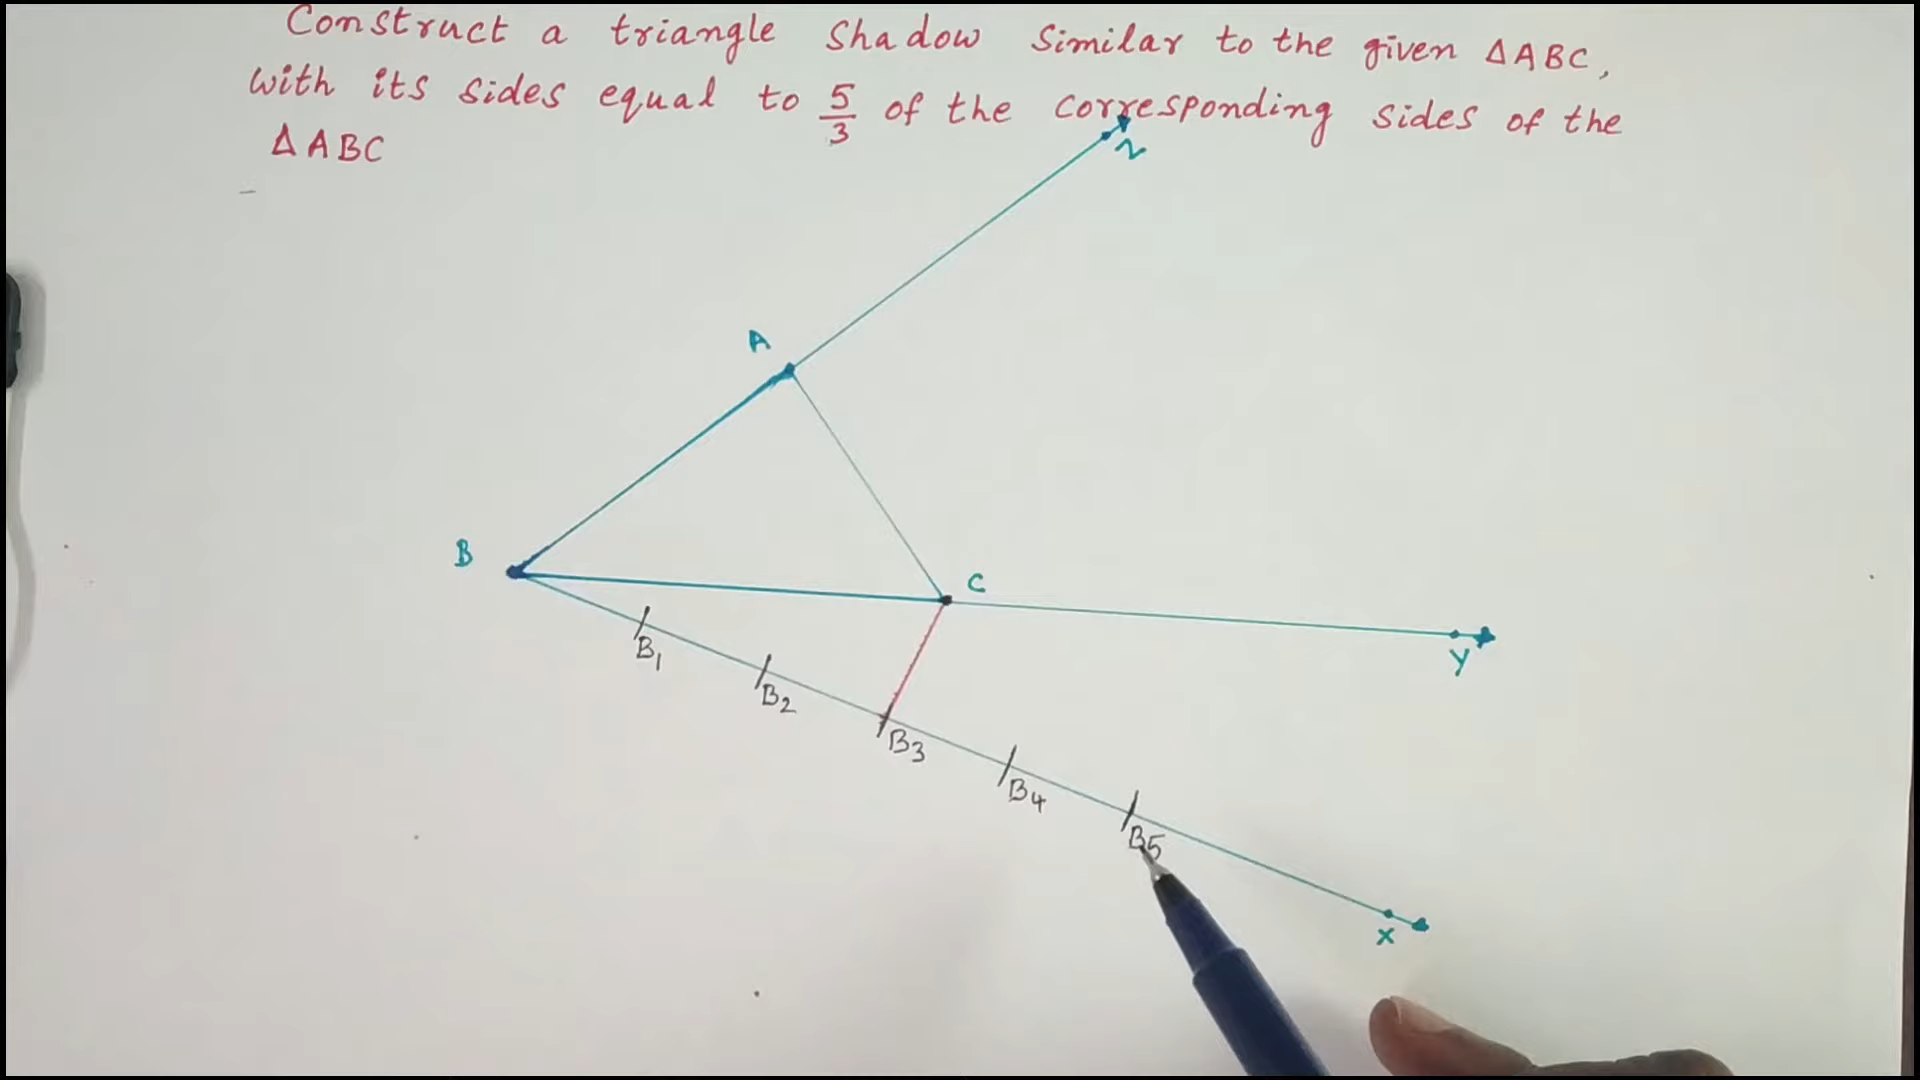 Construct a triangle Shadow Similar to the given ΔABC,
with its sides equal to 5/3 of the corresponding sides of the
ΔABC
Z
A
B
C
B1
Y
B2
B3
B4
B5
X